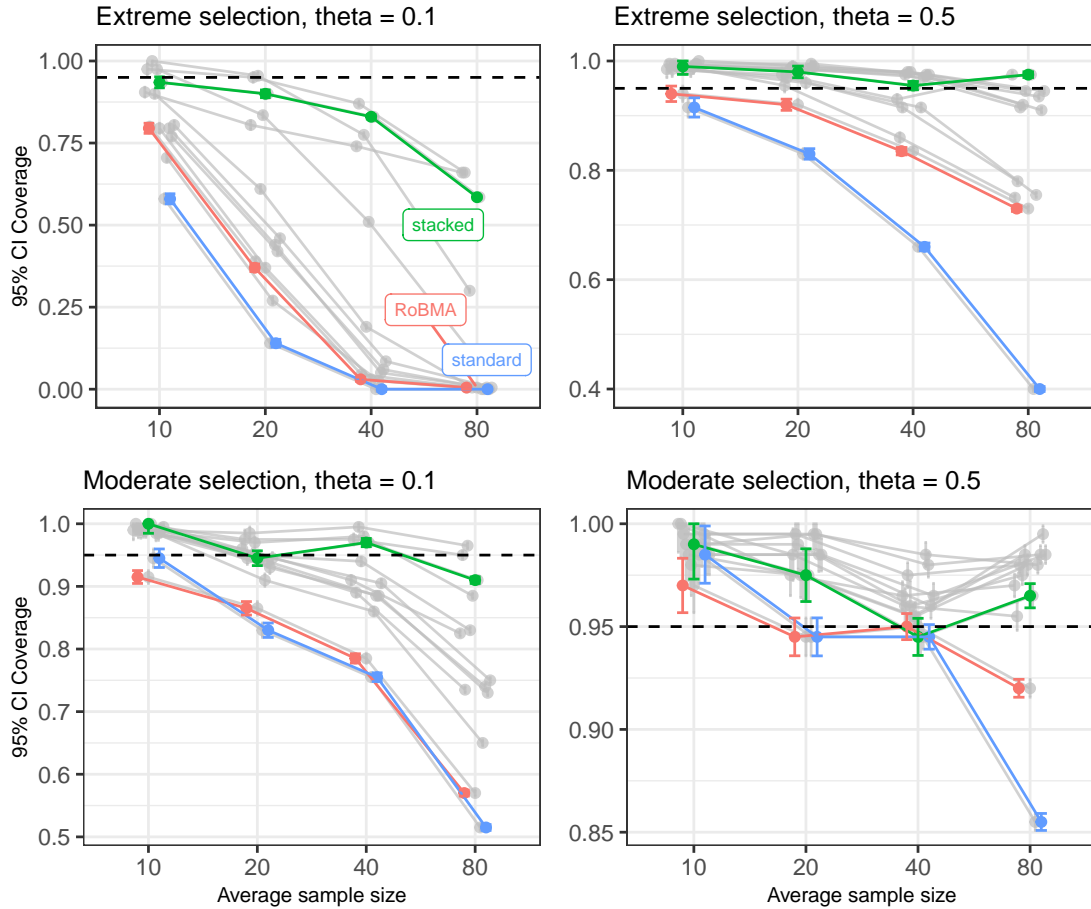 Extreme selection, theta = 0.1
95% CI Coverage
1.00
0.75
0.50
0.25
0.00
stacked
RoBMA
standard
10 20 40 80
Extreme selection, theta = 0.5
1.0
0.8
0.6
0.4
10 20 40 80
Moderate selection, theta = 0.1
95% CI Coverage
1.0
0.9
0.8
0.7
0.6
0.5
10 20 40 80
Average sample size
Moderate selection, theta = 0.5
1.00
0.95
0.90
0.85
10 20 40 80
Average sample size